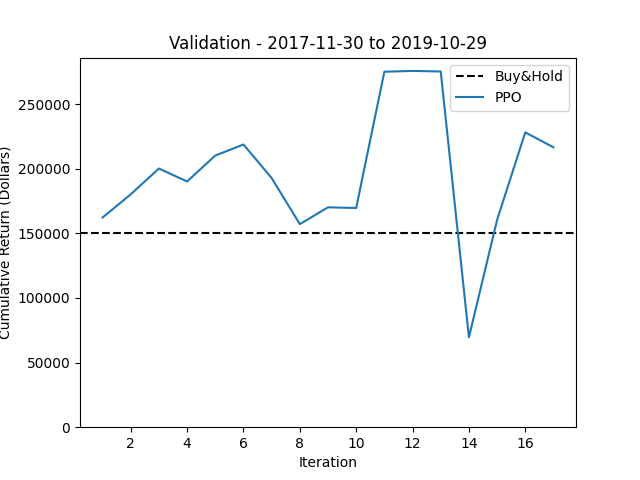 Validation - 2017-11-30 to 2019-10-29
Buy&Hold
PPO
Cumulative Return (Dollars)
250000
200000
150000
100000
50000
0
2 4 6 8 10 12 14 16
Iteration